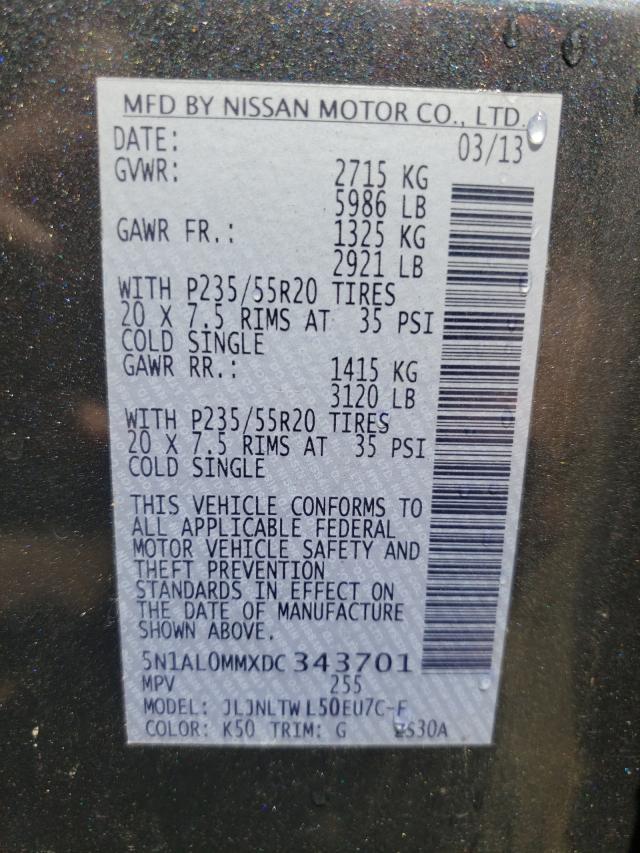 MFD BY NISSAN MOTOR CO., LTD.
DATE: 03/13
GVWR: 2715 KG
5986 LB
GAWR FR.: 1325 KG
2921 LB
WITH P235/55R20 TIRES
20 X 7.5 RIMS AT 35 PSI
COLD SINGLE
GAWR RR.: 1415 KG
3120 LB
WITH P235/55R20 TIRES
20 X 7.5 RIMS AT 35 PSI
COLD SINGLE
THIS VEHICLE CONFORMS TO
ALL APPLICABLE FEDERAL
MOTOR VEHICLE SAFETY AND
THEFT PREVENTION
STANDARDS IN EFFECT ON
THE DATE OF MANUFACTURE
SHOWN ABOVE.
5N1AL0MMXDC 343701
MPV 255
MODEL: JLJNLTW L50EU7C-F
COLOR: K50 TRIM: G